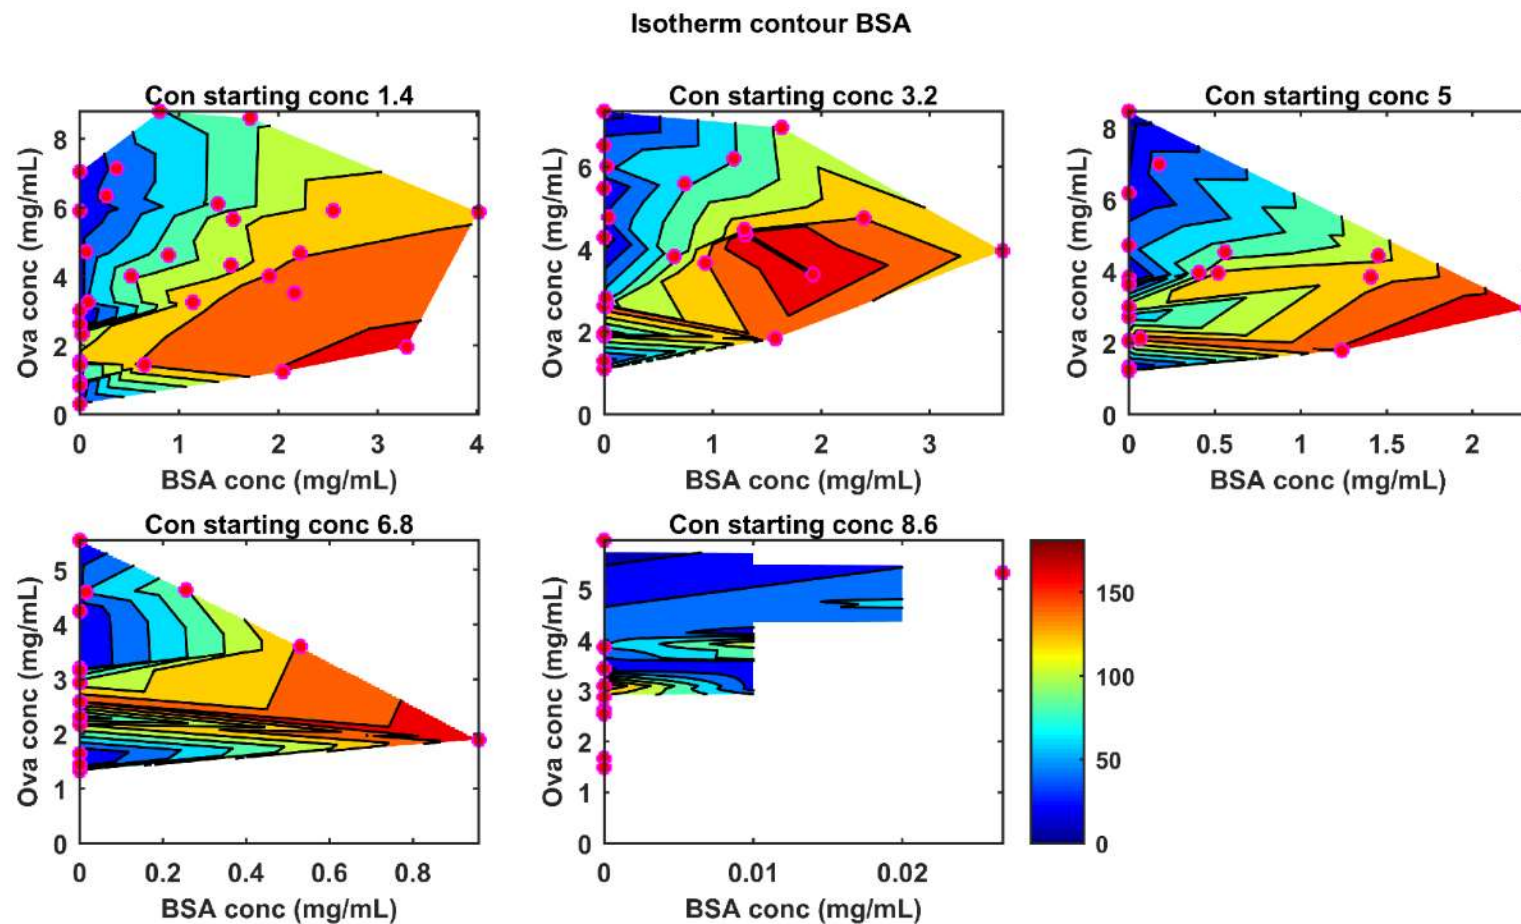 Isotherm contour BSA
Con starting conc 1.4
Ova conc (mg/mL)
8
6
4
2
0
0 1 2 3 4
BSA conc (mg/mL)
Con starting conc 3.2
Ova conc (mg/mL)
6
4
2
0
0 1 2 3
BSA conc (mg/mL)
Con starting conc 5
Ova conc (mg/mL)
8
6
4
2
0
0 0.5 1 1.5 2
BSA conc (mg/mL)
Con starting conc 6.8
Ova conc (mg/mL)
5
4
3
2
1
0
0 0.2 0.4 0.6 0.8
BSA conc (mg/mL)
Con starting conc 8.6
Ova conc (mg/mL)
5
4
3
2
1
0
0 0.01 0.02
BSA conc (mg/mL)
150
100
50
0